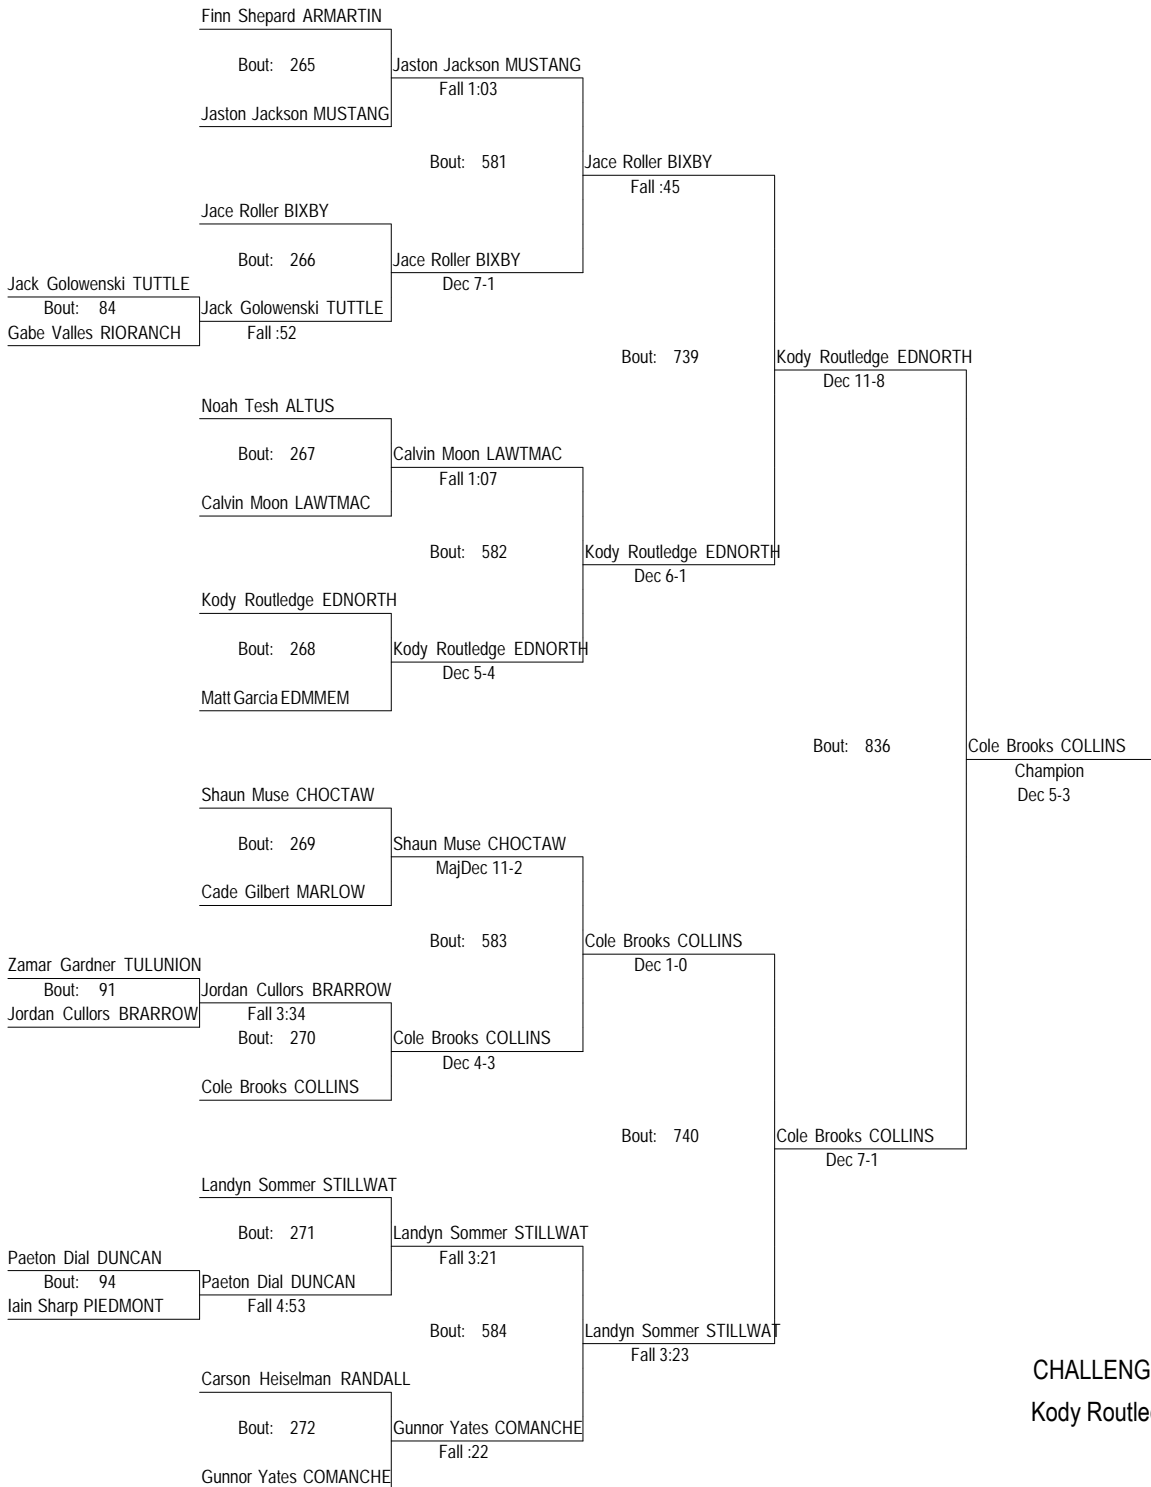 Finn Shepard ARMARTIN
Bout: 265
Jaston Jackson MUSTANG
Fall 1:03
Jaston Jackson MUSTANG
Bout: 581
Jace Roller BIXBY
Fall :45
Jace Roller BIXBY
Bout: 266
Jace Roller BIXBY
Dec 7-1
Jack Golowenski TUTTLE
Bout: 84
Gabe Valles RIORANCH
Jack Golowenski TUTTLE
Fall :52
Bout: 739
Kody Routledge EDNORTH
Dec 11-8
Noah Tesh ALTUS
Bout: 267
Calvin Moon LAWTMAC
Fall 1:07
Calvin Moon LAWTMAC
Bout: 582
Kody Routledge EDNORTH
Dec 6-1
Kody Routledge EDNORTH
Bout: 268
Kody Routledge EDNORTH
Dec 5-4
Matt Garcia EDMMEM
Bout: 836
Cole Brooks COLLINS
Champion
Dec 5-3
Shaun Muse CHOCTAW
Bout: 269
Shaun Muse CHOCTAW
MajDec 11-2
Cade Gilbert MARLOW
Bout: 583
Cole Brooks COLLINS
Dec 1-0
Zamar Gardner TULUNION
Bout: 91
Jordan Cullors BRARROW
Jordan Cullors BRARROW
Fall 3:34
Bout: 270
Cole Brooks COLLINS
Dec 4-3
Cole Brooks COLLINS
Bout: 740
Cole Brooks COLLINS
Dec 7-1
Landyn Sommer STILLWAT
Bout: 271
Landyn Sommer STILLWAT
Fall 3:21
Paeton Dial DUNCAN
Bout: 94
Iain Sharp PIEDMONT
Paeton Dial DUNCAN
Fall 4:53
Bout: 584
Landyn Sommer STILLWAT
Fall 3:23
Carson Heiselman RANDALL
Bout: 272
Gunnor Yates COMANCHE
Fall :22
Gunnor Yates COMANCHE
CHALLENG
Kody Routle